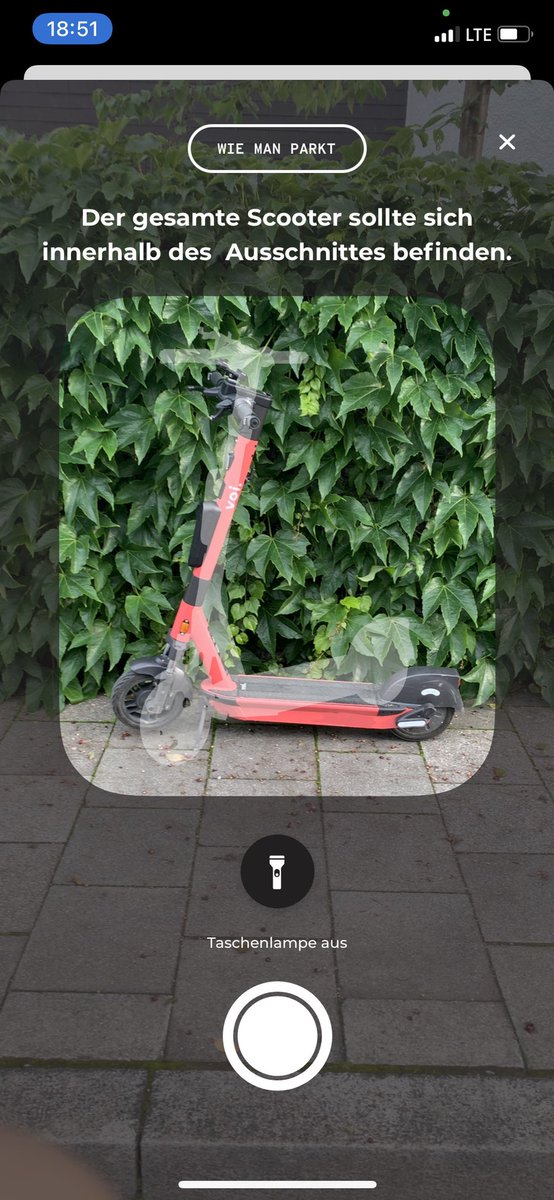 18:51
LTE
WIE MAN PARKT
Der gesamte Scooter sollte sich
innerhalb des Ausschnittes befinden.
voi.
Taschenlampe aus